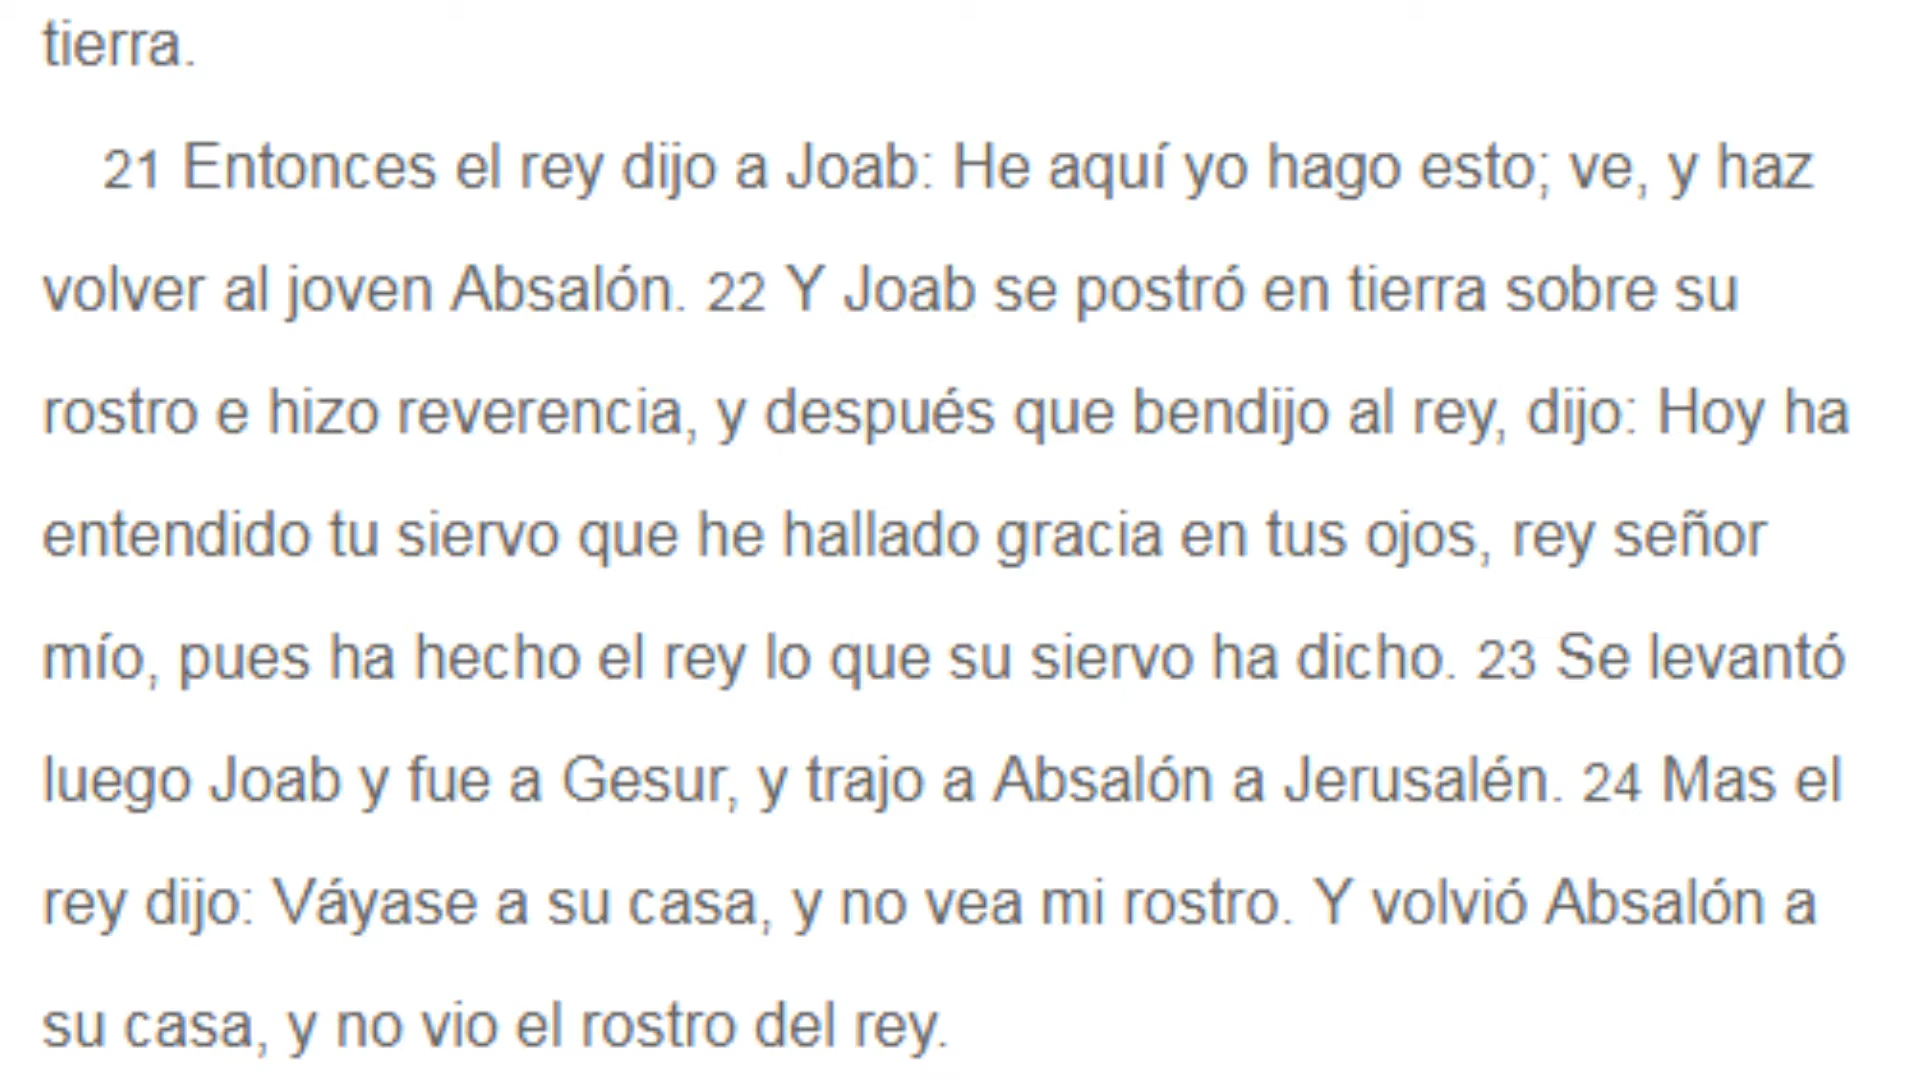 tierra.
21 Entonces el rey dijo a Joab: He aquí yo hago esto; ve, y haz
volver al joven Absalón. 22 Y Joab se postró en tierra sobre su
rostro e hizo reverencia, y después que bendijo al rey, dijo: Hoy ha
entendido tu siervo que he hallado gracia en tus ojos, rey señor
mío, pues ha hecho el rey lo que su siervo ha dicho. 23 Se levantó
luego Joab y fue a Gesur, y trajo a Absalón a Jerusalén. 24 Mas el
rey dijo: Váyase a su casa, y no vea mi rostro. Y volvió Absalón a
su casa, y no vio el rostro del rey.